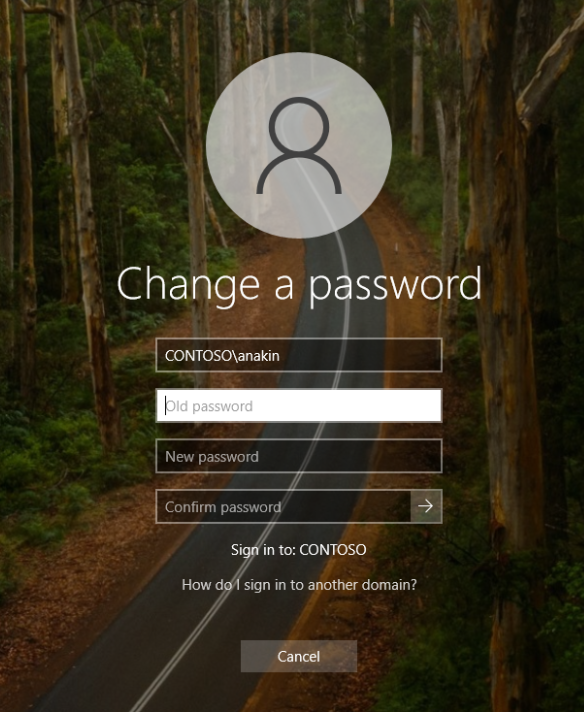 Change a password
CONTOSO\anakin
Old password
New password
Confirm password
Sign in to: CONTOSO
How do I sign in to another domain?
Cancel